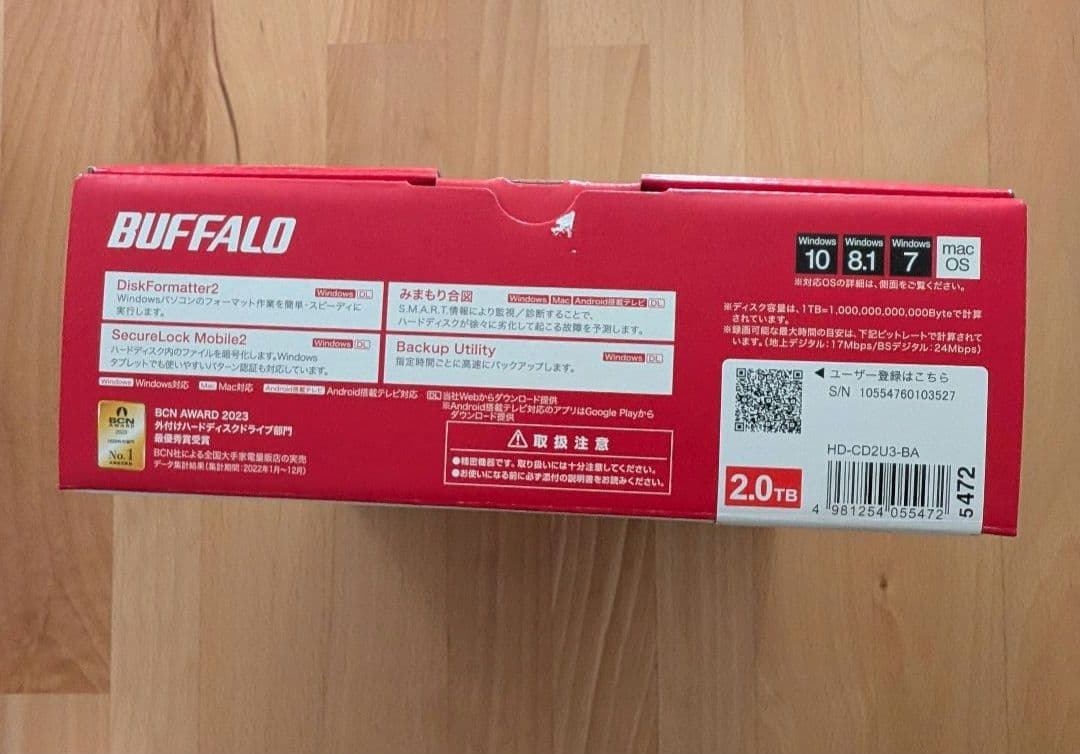 BUFFALO
DiskFormatter2
Windows DL
Windowsパソコンのフォーマット作業を簡単・スピーディに
実行します。
みまもり合図
Windows Mac Android搭載テレビ DL
S.M.A.R.T.情報により監視／診断することで、
ハードディスクが徐々に劣化して起こる故障を予測します。
SecureLock Mobile2
Windows DL
ハードディスク内のファイルを暗号化します。Windows
タブレットでも使いやすいパターン認証も対応しています。
Backup Utility
Windows DL
指定時間ごとに高速にバックアップします。
Windows Windows対応 Mac Mac対応 Android搭載テレビ Android搭載テレビ対応 DL 当社Webからダウンロード提供
※Android搭載テレビ対応のアプリはGoogle Playから
ダウンロード提供
BCN
AWARD
2023
No.1
BCN AWARD 2023
外付けハードディスクドライブ部門
最優秀賞受賞
BCN社による全国大手家電量販店の実売
データ集計結果(集計期間：2022年1月〜12月)
取扱注意
●精密機器です。取り扱いには十分注意してください。
●お使いになる前に必ず添付の説明書をお読みください。
Windows 10
Windows 8.1
Windows 7
mac OS
※対応OSの詳細は、側面をご覧ください。
※ディスク容量は、1TB=1,000,000,000,000Byteで計算
されています。
※録画可能な最大時間の目安は、下記ビットレートで計算されて
います。(地上デジタル：17Mbps/BSデジタル：24Mbps)
◀ ユーザー登録はこちら
S/N 10554760103527
HD-CD2U3-BA
2.0TB
4 981254 055472
5472